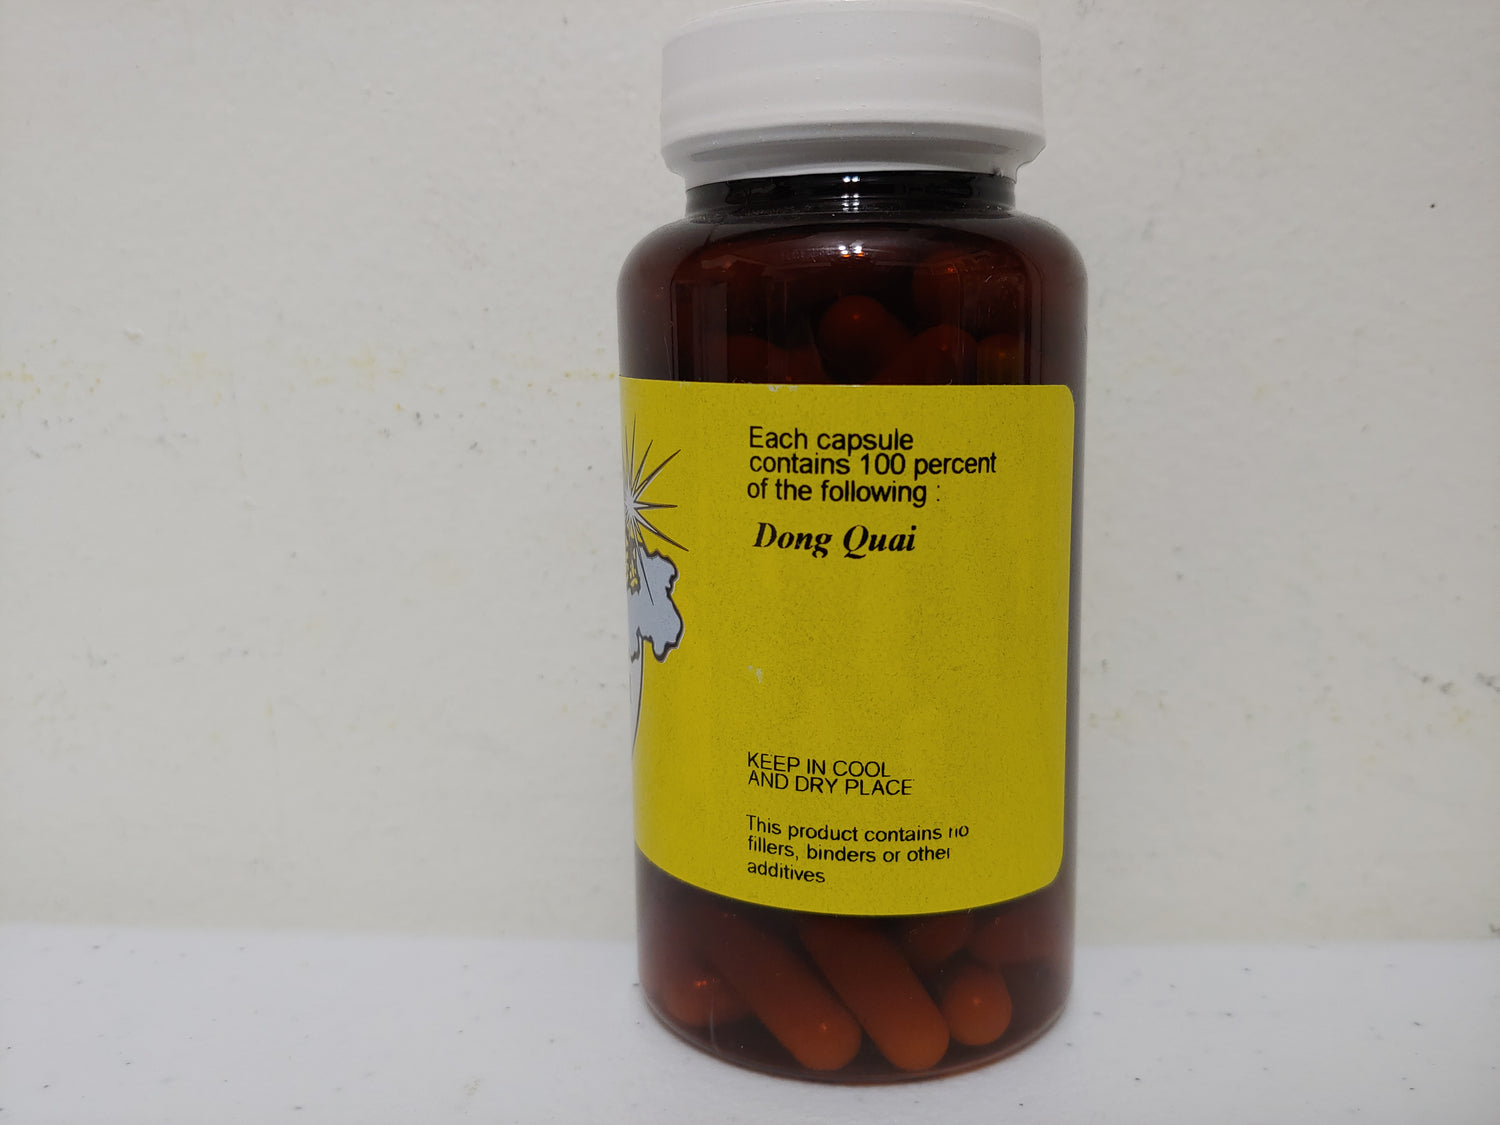 Each capsule
contains 100 percent
of the following :
Dong Quai
KEEP IN COOL
AND DRY PLACE
This product contains no
fillers, binders or other
additives